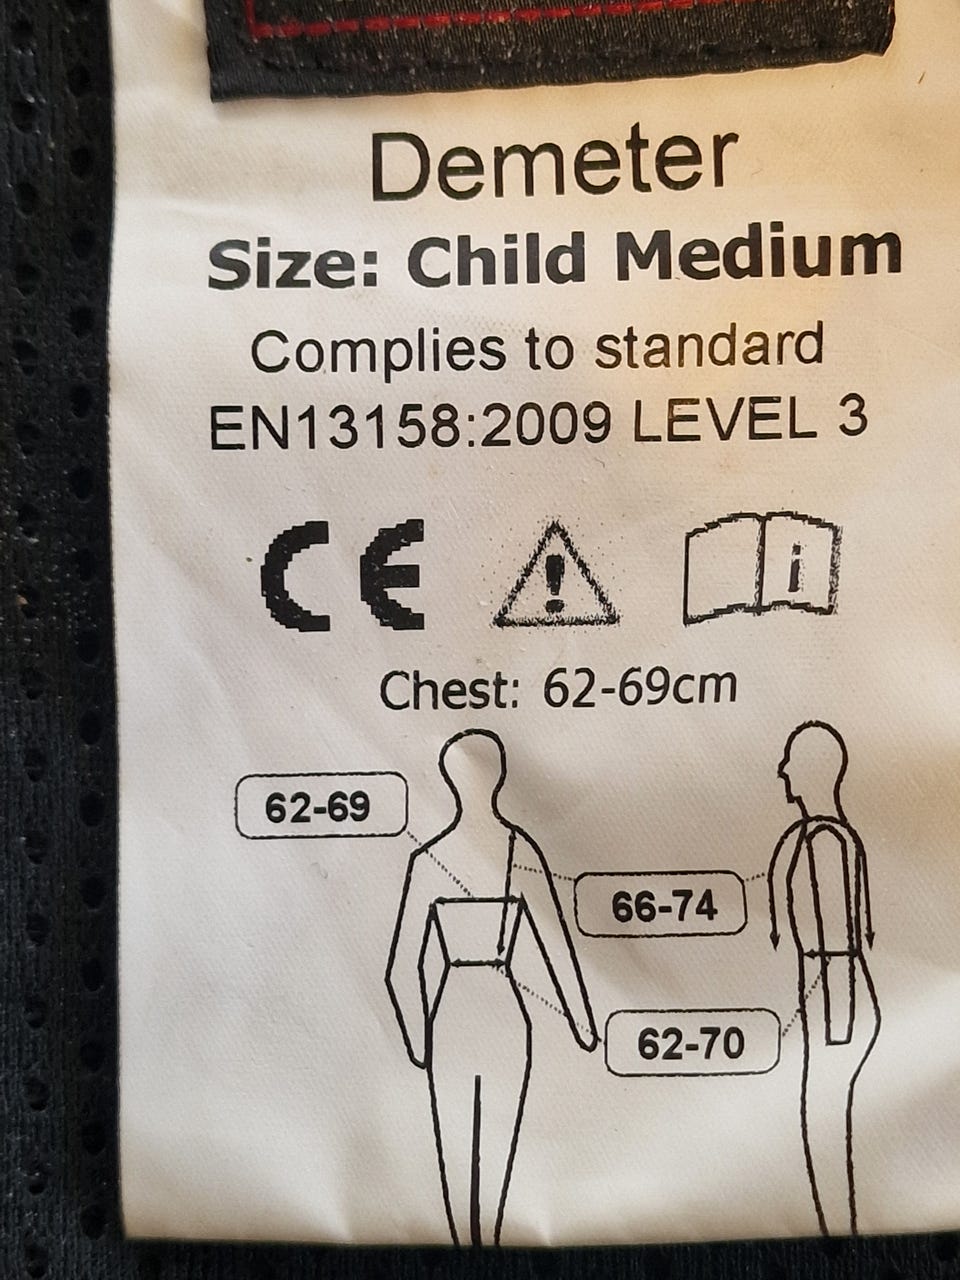 Demeter
Size: Child Medium
Complies to standard
EN13158:2009 LEVEL 3
CE
i
Chest: 62-69cm
62-69
66-74
62-70